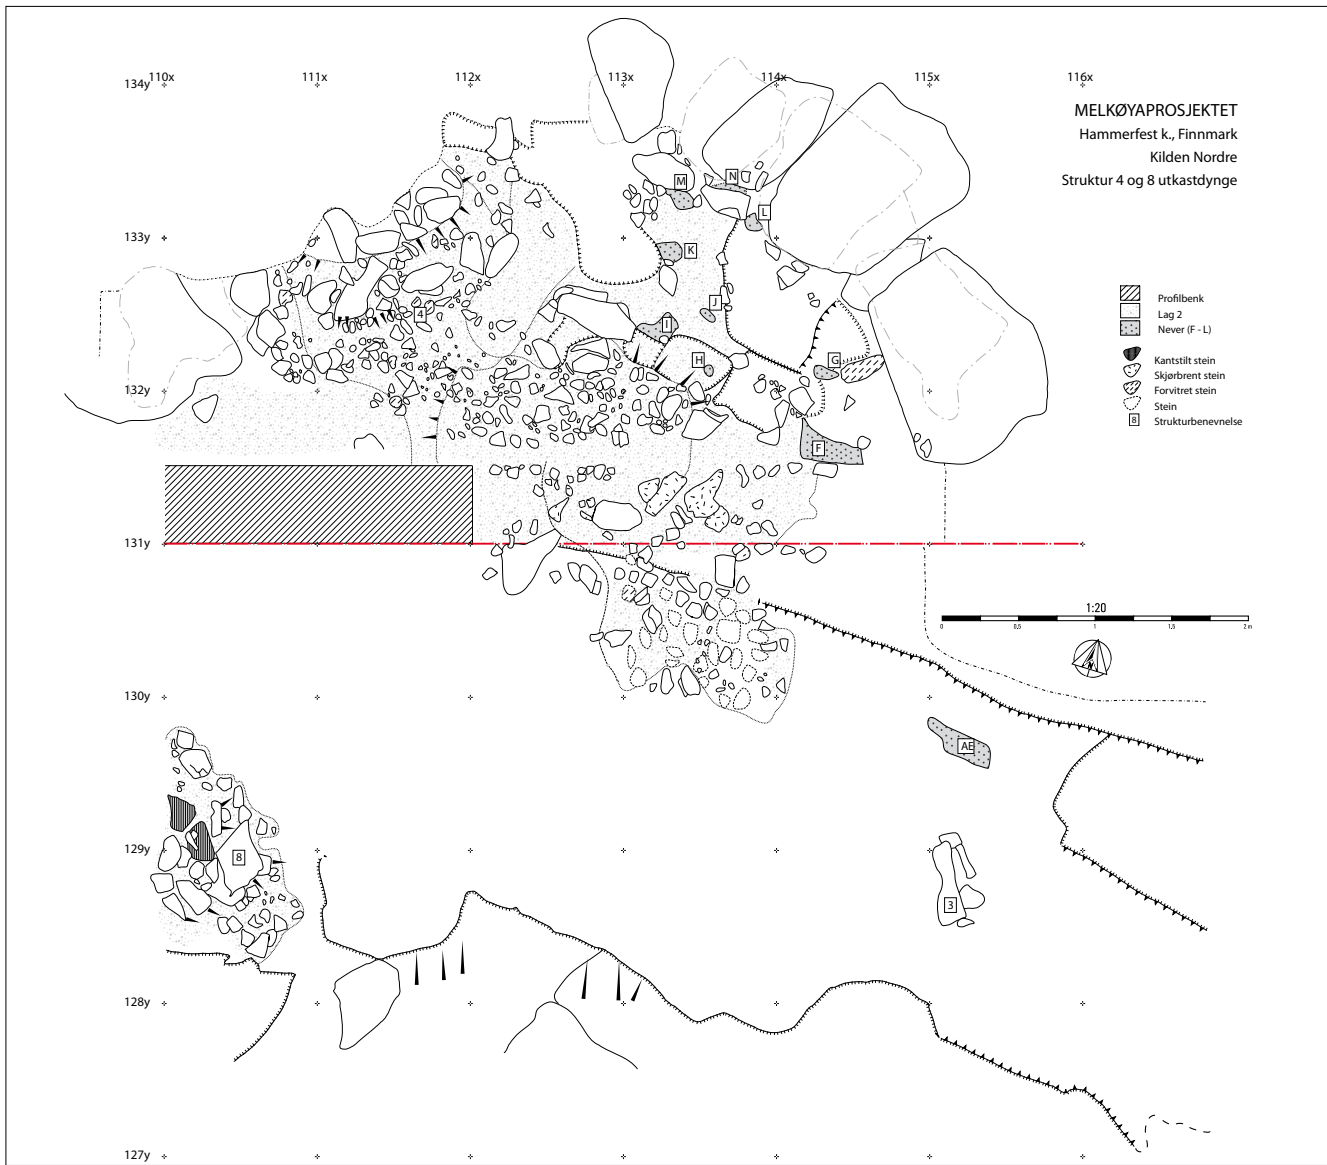 110x 111x 112x 113x 114x 115x 116x
134y
MELKØYAPROSJEKTET
Hammerfest k., Finnmark
Kilden Nordre
Struktur 4 og 8 utkastdynge
M
N
L
133y
K
J
4
I
H
G
132y
F
Profilbenk
Lag 2
Never (F - L)
Kantstilt stein
Skjørbrent stein
Forvitret stein
Stein
8 Strukturbenevnelse
131y
1:20
0 0,5 1 1,5 2 m
N
130y
AE
129y
8
3
128y
127y